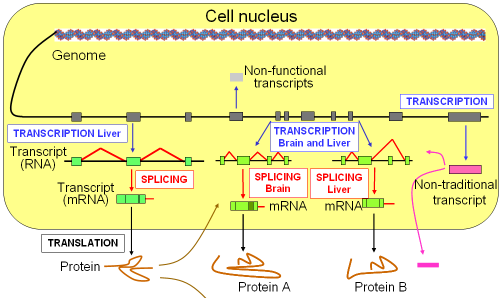 Cell nucleus
Genome
Non-functional
transcripts
TRANSCRIPTION
TRANSCRIPTION Liver
TRANSCRIPTION
Brain and Liver
Transcript
(RNA)
SPLICING
SPLICING
Brain
SPLICING
Liver
Non-traditional
transcript
Transcript
(mRNA)
mRNA
mRNA
TRANSLATION
Protein
Protein A
Protein B